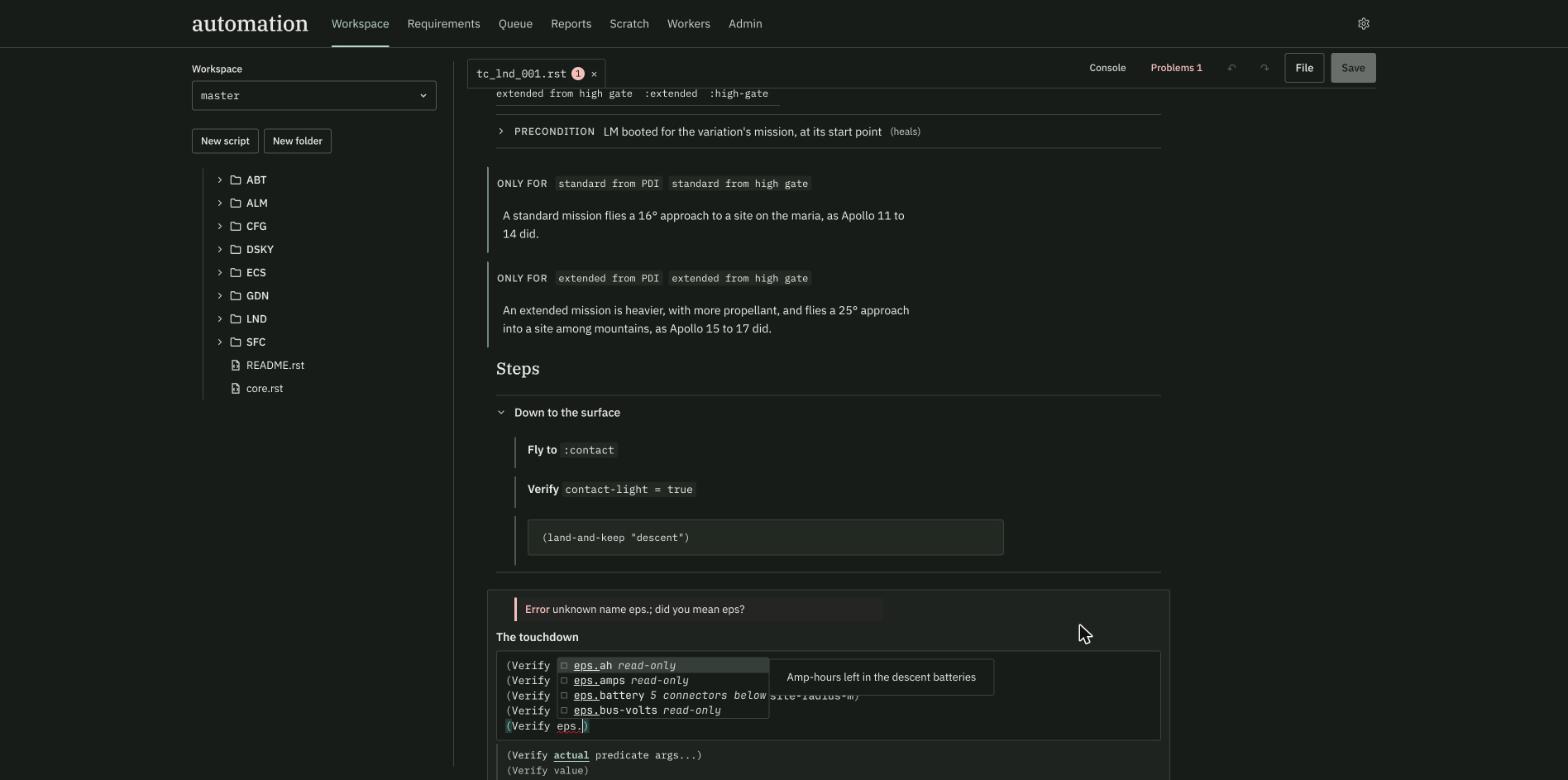 automation Workspace Requirements Queue Reports Scratch Workers Admin
Workspace
master
New script New folder
ABT
ALM
CFG
DSKY
ECS
GDN
LND
SFC
README.rst
core.rst
tc_lnd_001.rst 1 ×
Console Problems 1 File Save
extended from high gate :extended :high-gate
PRECONDITION LM booted for the variation's mission, at its start point (heals)
ONLY FOR standard from PDI standard from high gate
A standard mission flies a 16° approach to a site on the maria, as Apollo 11 to
14 did.
ONLY FOR extended from PDI extended from high gate
An extended mission is heavier, with more propellant, and flies a 25° approach
into a site among mountains, as Apollo 15 to 17 did.
Steps
Down to the surface
Fly to :contact
Verify contact-light = true
(land-and-keep "descent")
Error unknown name eps.; did you mean eps?
The touchdown
(Verify eps.ah read-only
Amp-hours left in the descent batteries
(Verify eps.amps read-only
(Verify eps.battery 5 connectors below site-radius-m)
(Verify eps.bus-volts read-only
(Verify eps.)
(Verify actual predicate args...)
(Verify value)